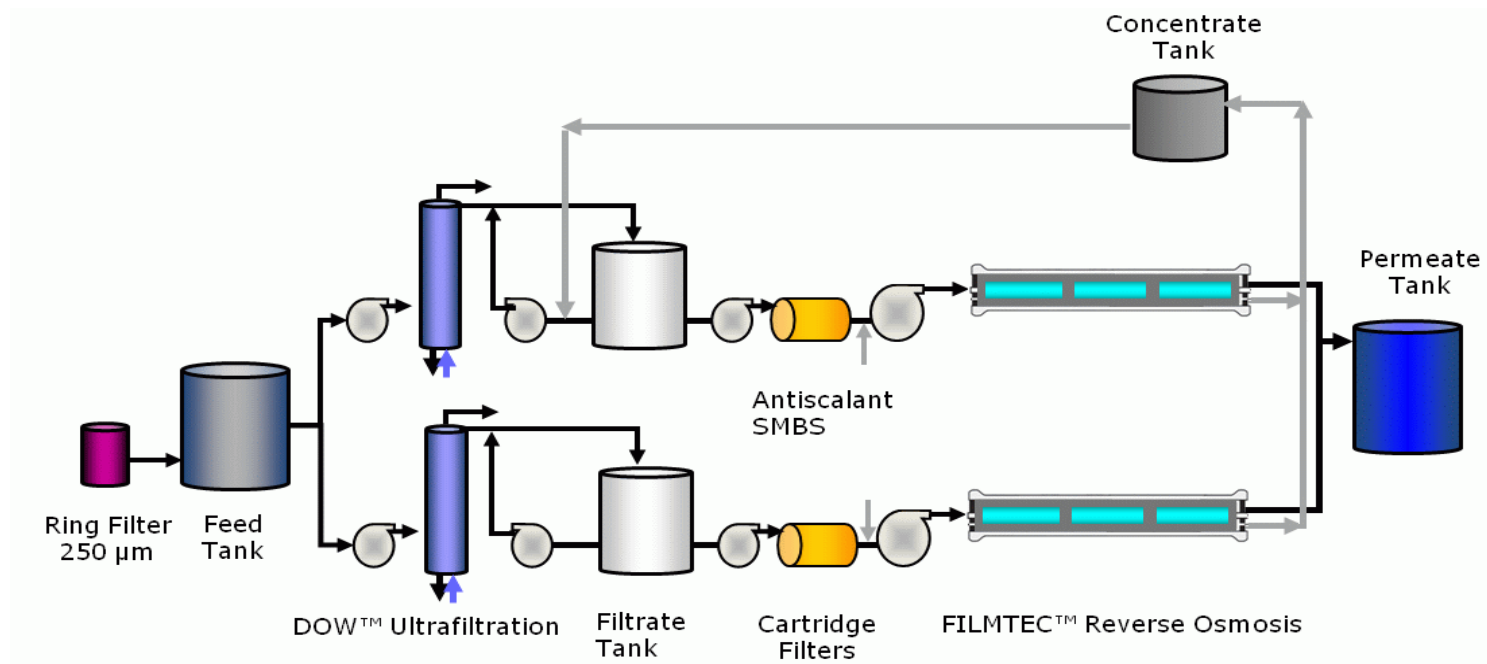 Concentrate
Tank
Permeate
Tank
Antiscalant
SMBS
Ring Filter
250 µm
Feed
Tank
DOW™ Ultrafiltration
Filtrate
Tank
Cartridge
Filters
FILMTEC™ Reverse Osmosis